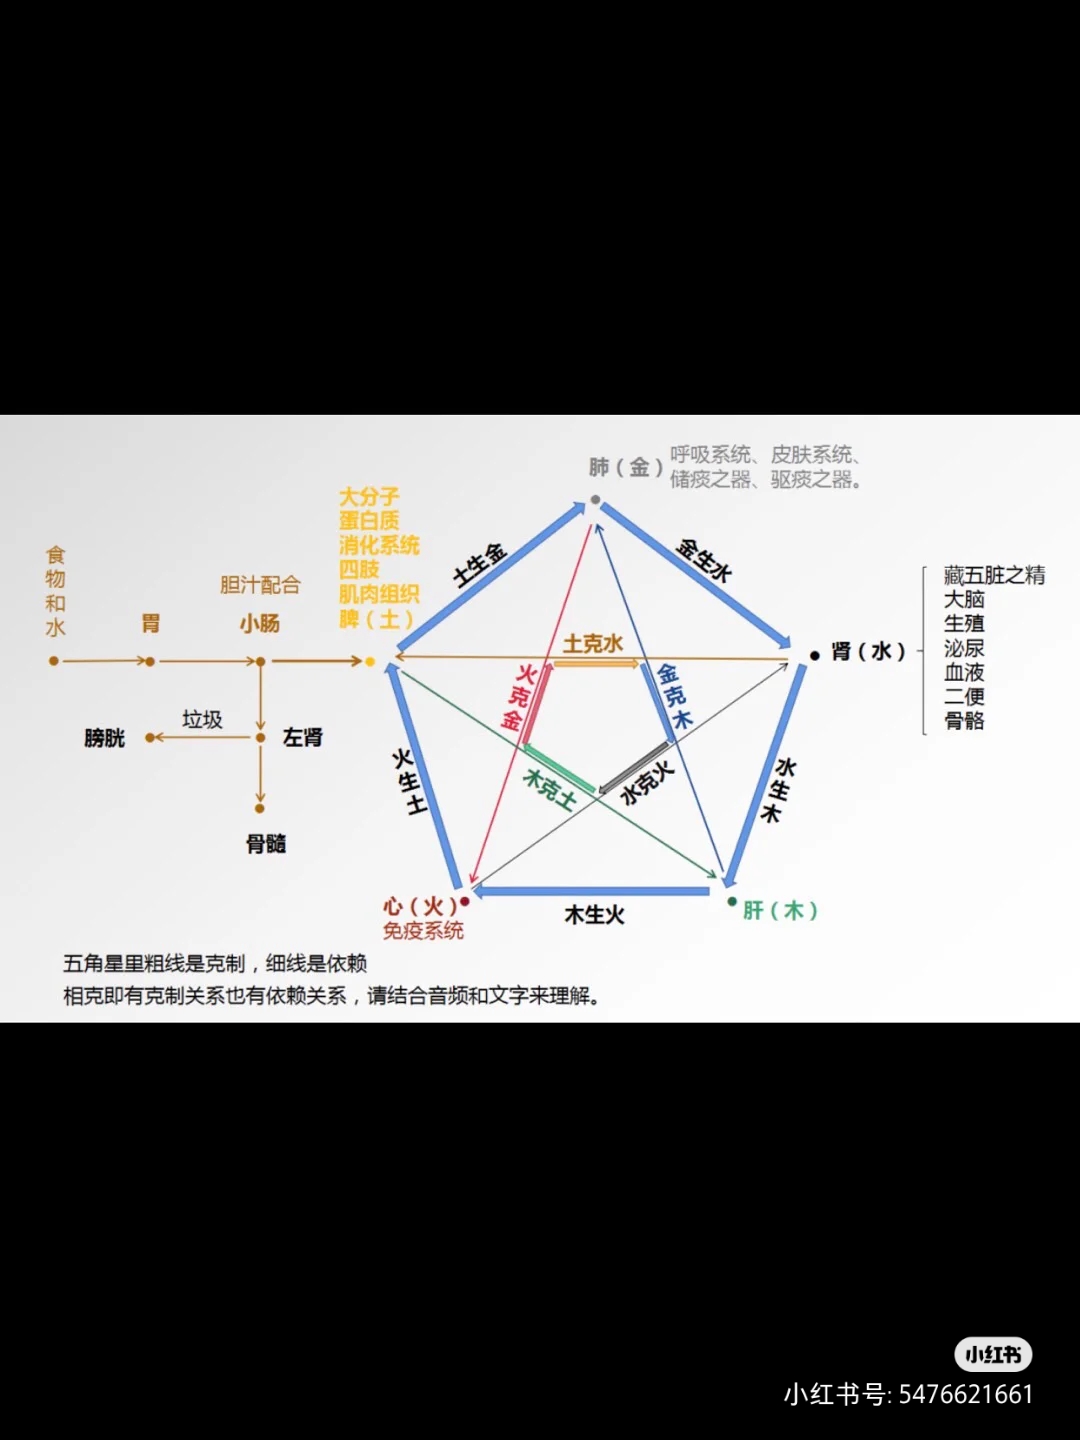 肺（金）
呼吸系统、皮肤系统、
储痰之器、驱痰之器。
大分子
蛋白质
消化系统
四肢
肌肉组织
脾（土）
土生金
金生水
食物和水
胃
胆汁配合
小肠
藏五脏之精
大脑
生殖
泌尿
血液
二便
骨骼
肾（水）
土克水
火克金
金克木
垃圾
膀胱
左肾
火生土
木克土
水克火
水生木
骨髓
心（火）
免疫系统
木生火
肝（木）
五角星里粗线是克制，细线是依赖
相克即有克制关系也有依赖关系，请结合音频和文字来理解。
小红书
小红书号: 5476621661